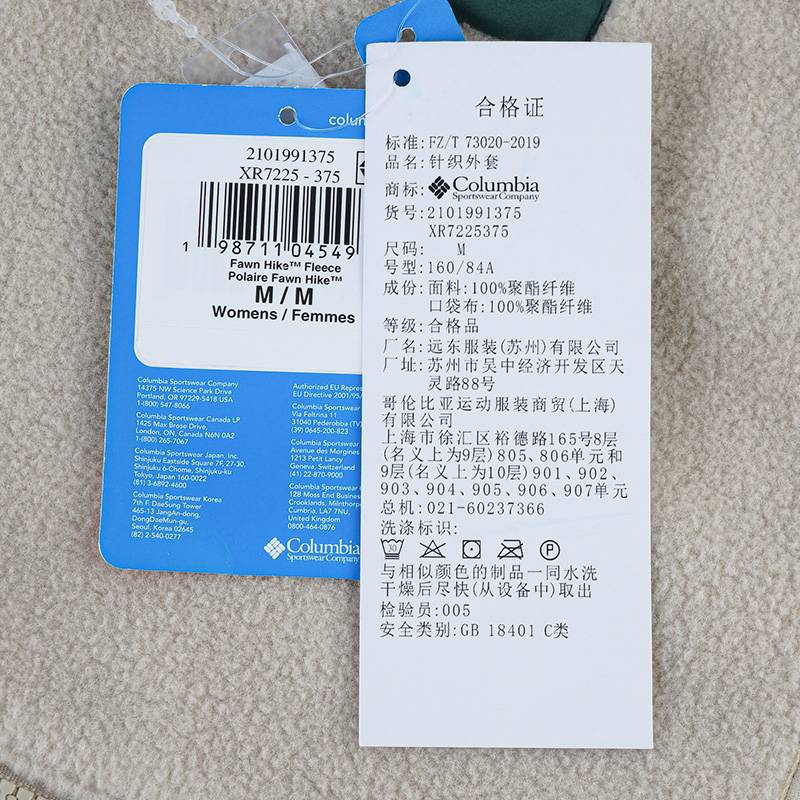 2101991375
XR7225 - 375
1 98711 04549
Fawn Hike™ Fleece
Polaire Fawn Hike™
M / M
Womens / Femmes
Columbia Sportswear Company
14375 NW Science Park Drive
Portland, OR 97229-5418 USA
1-(800) 547-8066
Columbia Sportswear Canada LP
1425 Max Brose Drive,
London, ON, Canada N6N 0A2
1-(800) 265-7067
Columbia Sportswear Japan, Inc.
Shinjuku Eastside Square 7F, 27-30,
Shinjuku 6-Chome, Shinjuku-ku
Tokyo, Japan 160-0022
(81) 3-6892-4600
Columbia Sportswear Korea
7th F. DaeSung Tower
465-13 JangAn-dong,
DongDaeMun-gu,
Seoul, Korea 02645
(82) 2-540-0277
Authorized EU
EU Directive 2001/95/
Columbia Sportswear
Via Feltrina 11
31040 Pederobba (TV)
(39) 0645-200-823
Columbia Sportswear
Avenue des Morgines
1213 Petit Lancy
Geneva, Switzerland
(41) 22-870-9000
Columbia Sportswear
12B Moss End Business
Crooklands,
Cumbria, LA7 7NU,
United Kingdom
0800-464-0876
Columbia
Sportswear Company
合格证
标准:FZ/T 73020-2019
品名:针织外套
商标:Columbia
Sportswear Company
货号:2101991375
XR7225375
尺码: M
号型:160/84A
成份:面料:100%聚酯纤维
口袋布:100%聚酯纤维
等级:合格品
厂名:远东服装(苏州)有限公司
厂址:苏州市吴中经济开发区天
灵路88号
哥伦比亚运动服装商贸(上海)
有限公司
上海市徐汇区裕德路165号8层
(名义上为9层)805、806单元和
9层(名义上为10层)901、902、
903、904、905、906、907单元
总机:021-60237366
洗涤标识:
30
P
与相似颜色的制品一同水洗
干燥后尽快(从设备中)取出
检验员:005
安全类别:GB 18401 C类